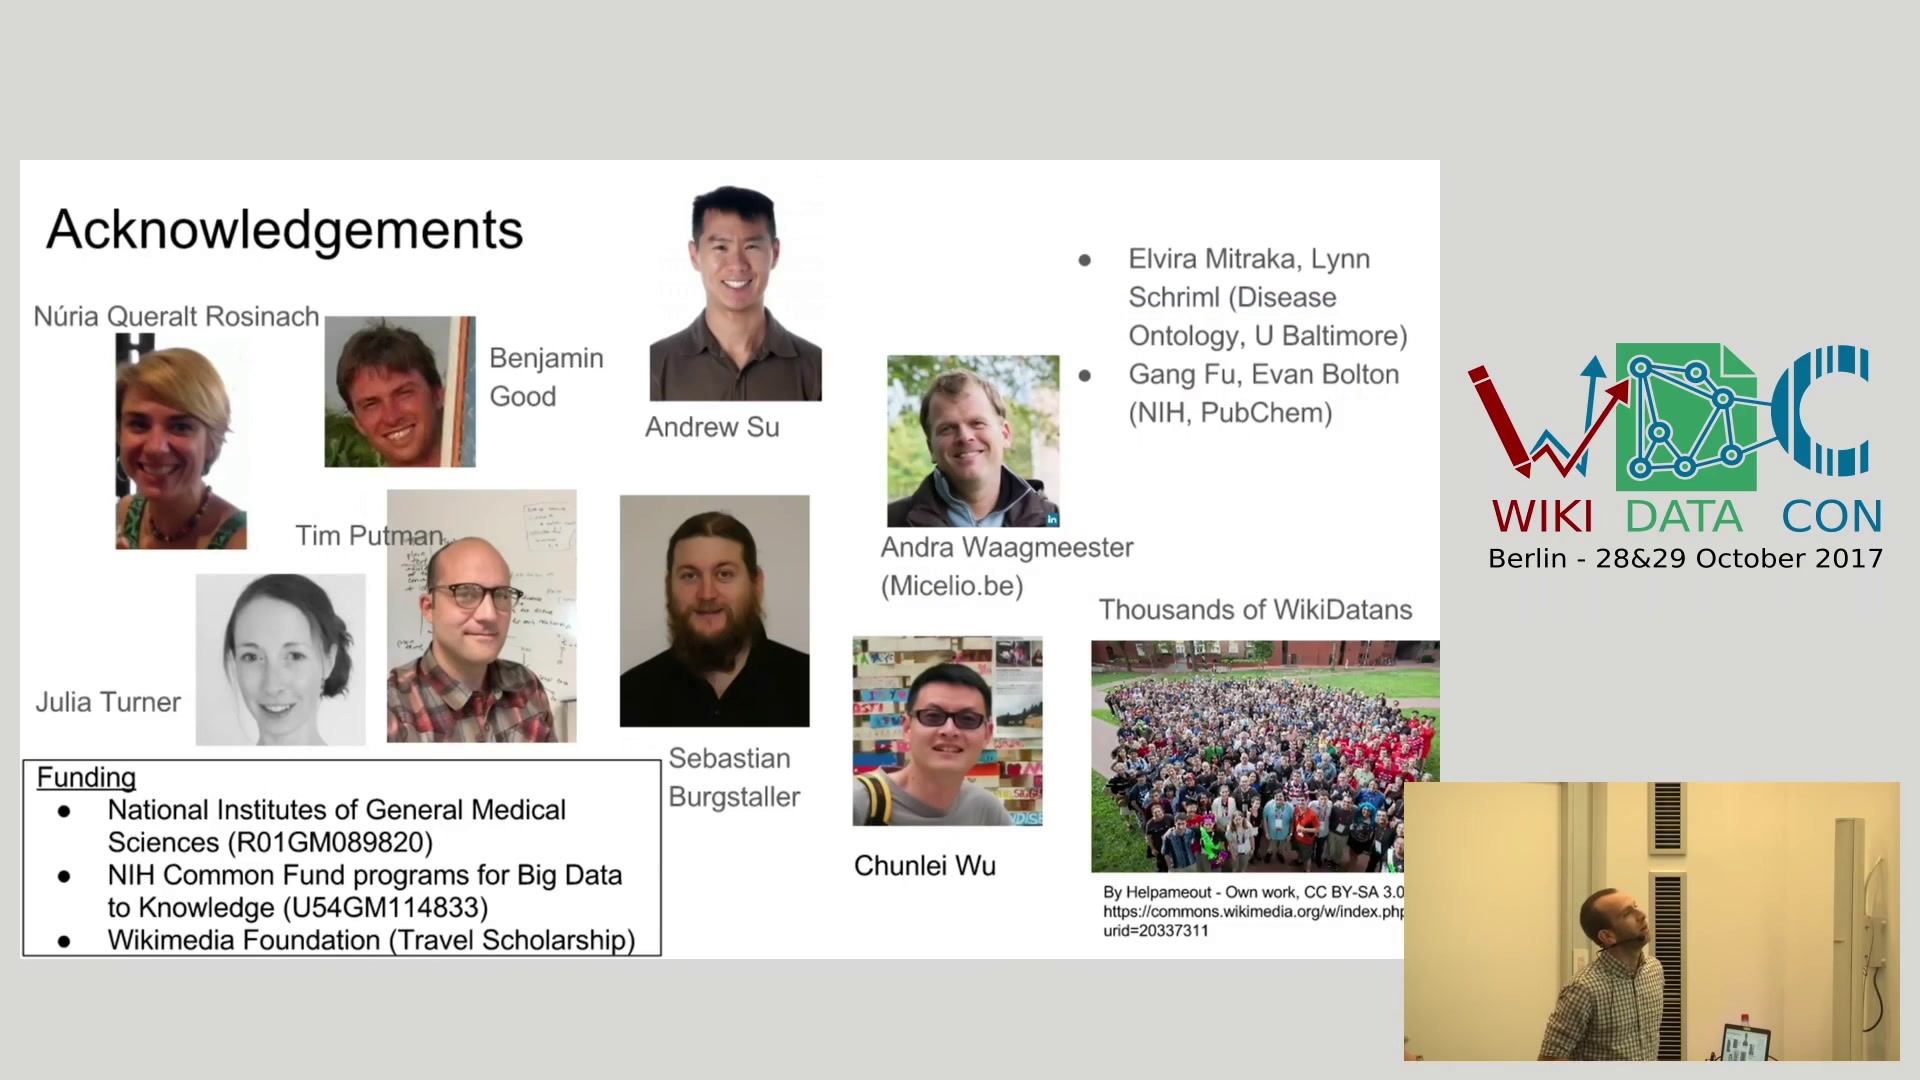 Acknowledgements
Núria Queralt Rosinach
Benjamin
Good
Andrew Su
Tim Putman
Julia Turner
Sebastian
Burgstaller
Andra Waagmeester
(Micelio.be)
Chunlei Wu
● Elvira Mitraka, Lynn
Schriml (Disease
Ontology, U Baltimore)
● Gang Fu, Evan Bolton
(NIH, PubChem)
Thousands of WikiDatans
By Helpameout - Own work, CC BY-SA 3.0
https://commons.wikimedia.org/w/index.php
urid=20337311
Funding
● National Institutes of General Medical
Sciences (R01GM089820)
● NIH Common Fund programs for Big Data
to Knowledge (U54GM114833)
● Wikimedia Foundation (Travel Scholarship)
WIKI DATA CON
Berlin - 28&29 October 2017
in